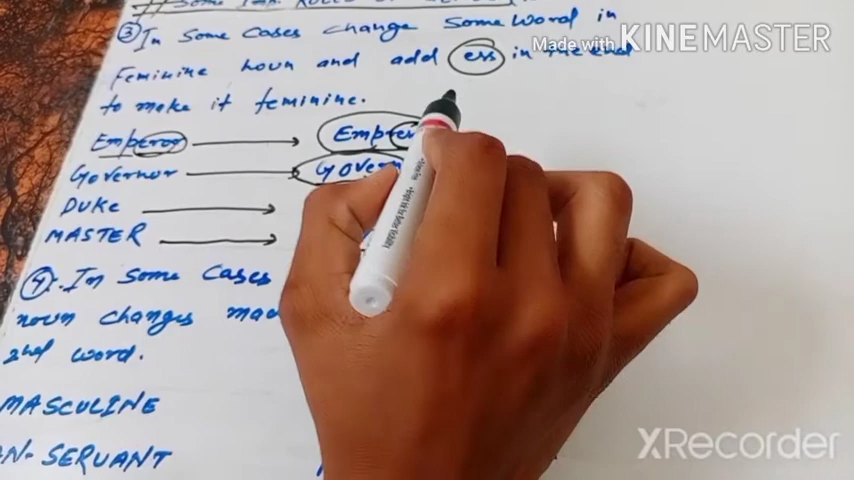 Made with KINEMASTER
③ In some cases change some word in
Feminine noun and add ess in the end
to make it feminine.
Emperor
Governor
DUKE
MASTER
④. In some cases
noun changes
2nd word.
MASCULINE
SERVANT
XRecorder